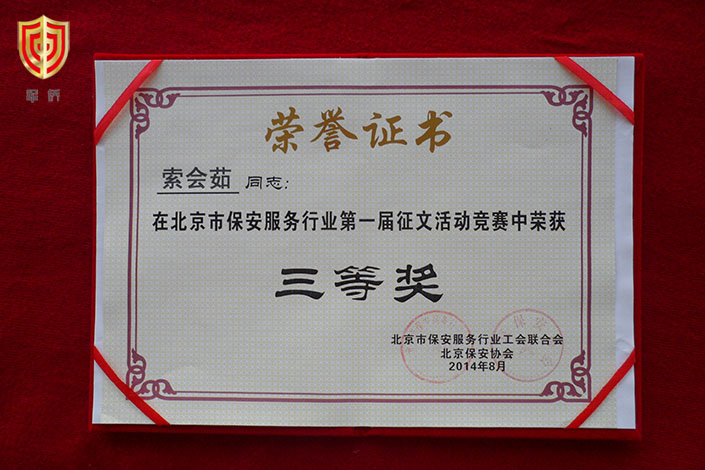 荣誉证书
索会茹 同志：
在北京市保安服务行业第一届征文活动竞赛中荣获
三等奖
北京市保安服务行业工会联合会
北京保安协会
2014年8月